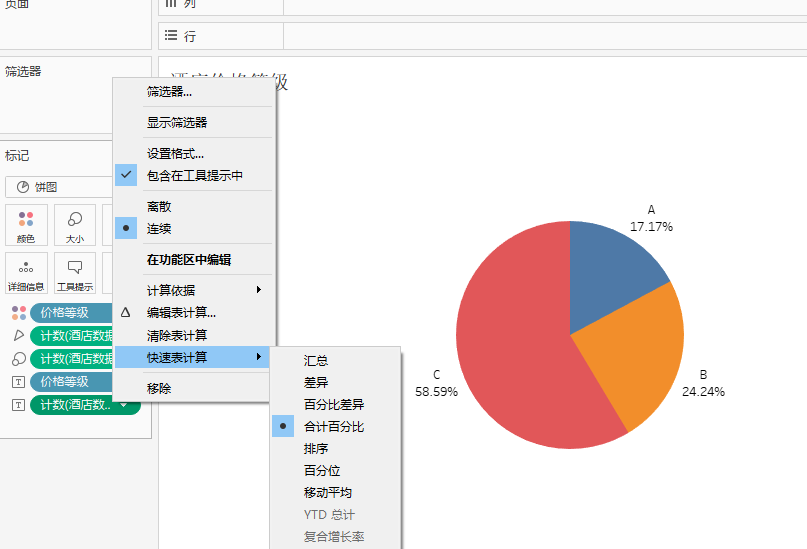 页面
列
行
筛选器
标记
饼图
颜色
大小
详细信息
工具提示
价格等级
计数(酒店数据
计数(酒店数据
价格等级
计数(酒店数..
酒店价格等级
筛选器...
显示筛选器
设置格式...
包含在工具提示中
离散
连续
在功能区中编辑
计算依据
编辑表计算...
清除表计算
快速表计算
移除
汇总
差异
百分比差异
合计百分比
排序
百分位
移动平均
YTD 总计
复合增长率
A
17.17%
B
24.24%
C
58.59%